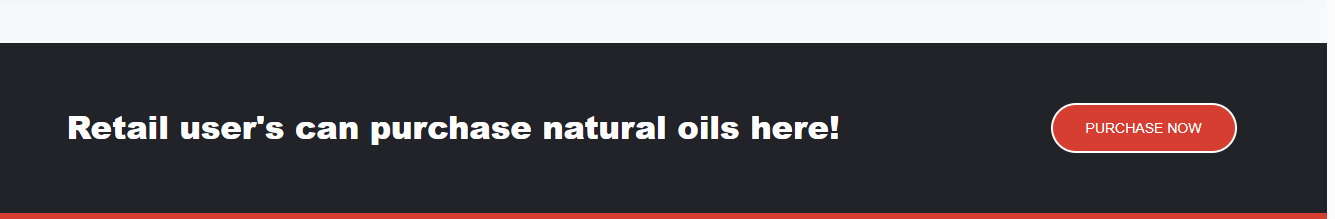 Retail user's can purchase natural oils here!
PURCHASE NOW